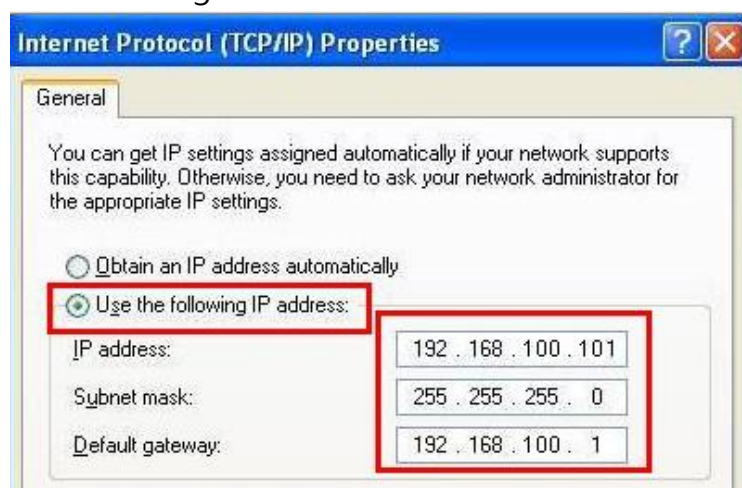 Internet Protocol (TCP/IP) Properties
General
You can get IP settings assigned automatically if your network supports
this capability. Otherwise, you need to ask your network administrator for
the appropriate IP settings.
Obtain an IP address automatically
Use the following IP address:
IP address: 192 . 168 . 100 . 101
Subnet mask: 255 . 255 . 255 . 0
Default gateway: 192 . 168 . 100 . 1